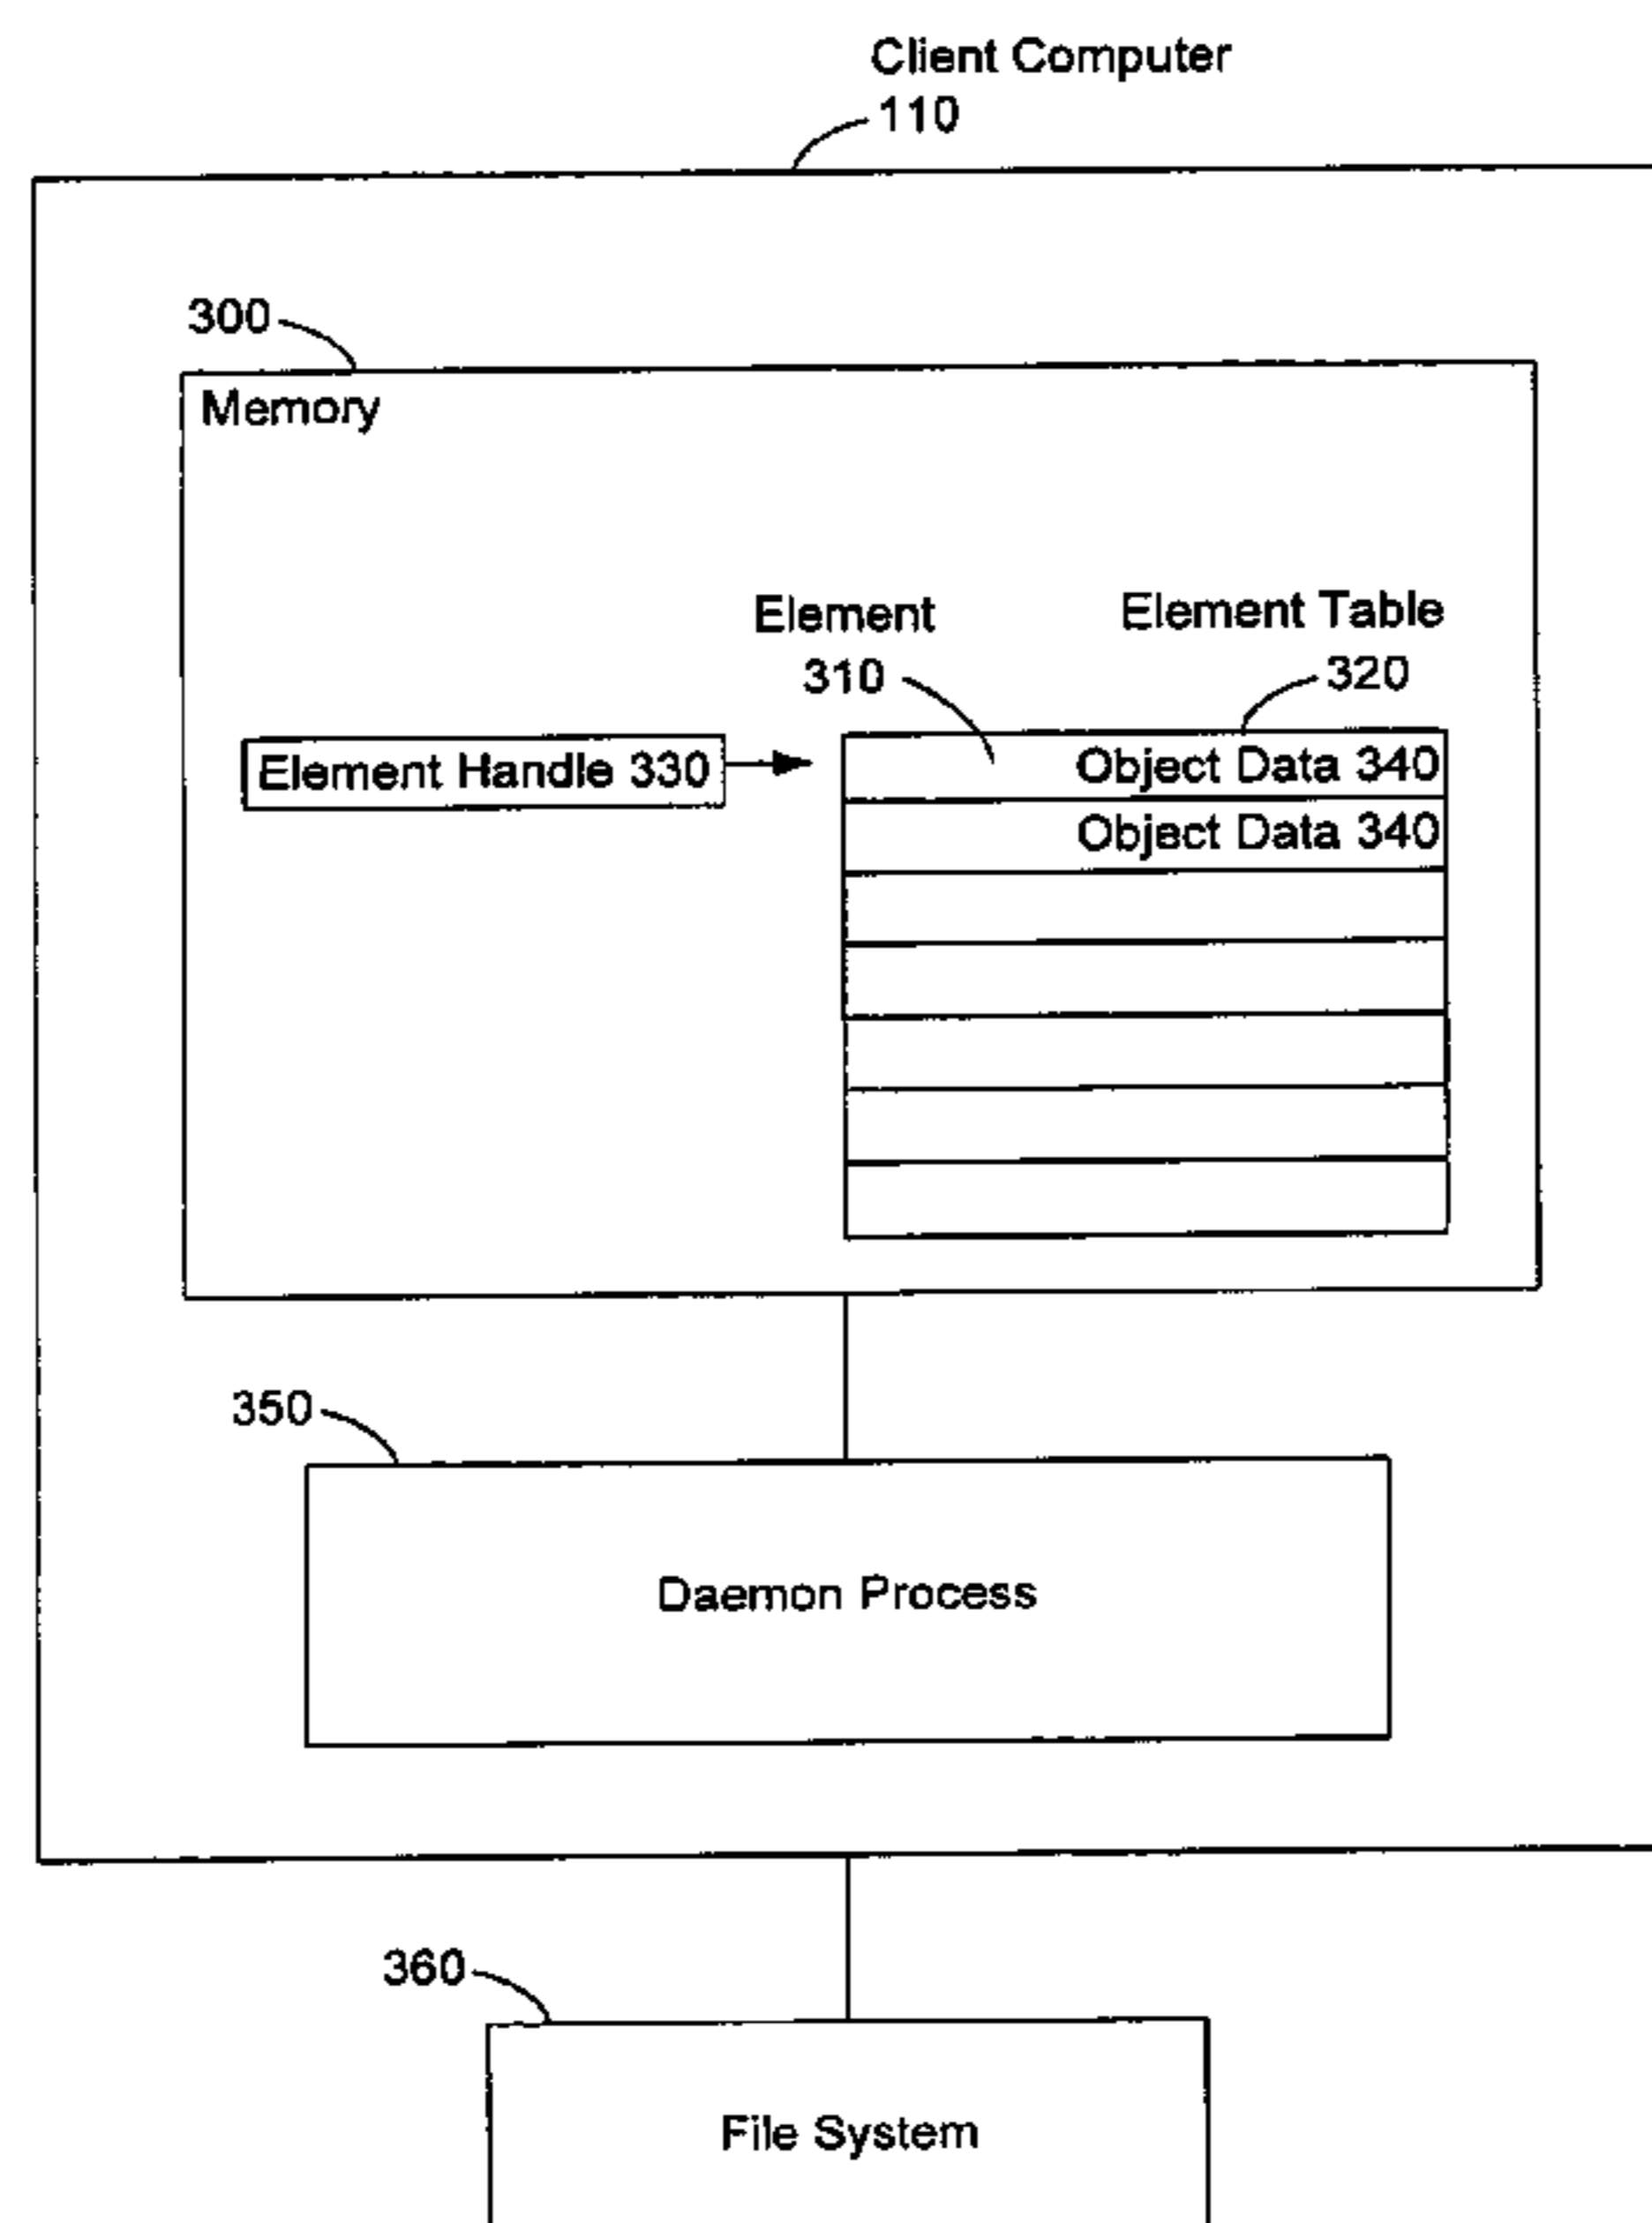 Client Computer
110
300
Memory
Element
310
Element Table
320
Element Handle 330
Object Data 340
Object Data 340
350
Daemon Process
360
File System